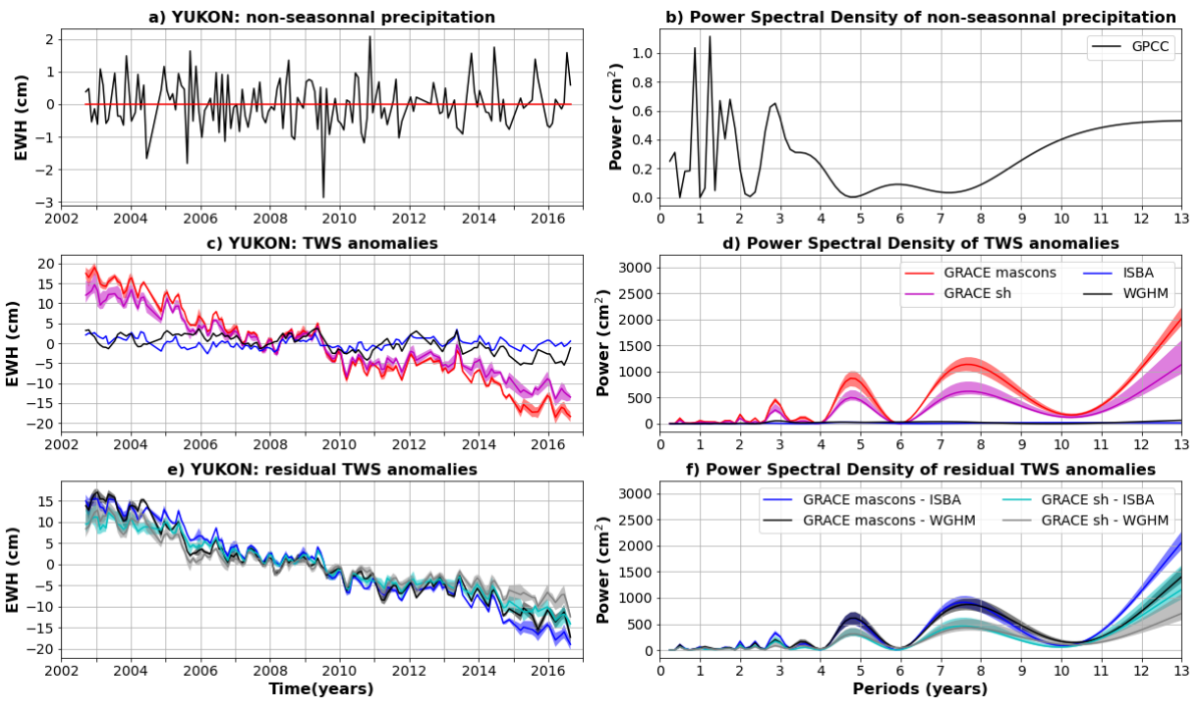 a) YUKON: non-seasonnal precipitation
EWH (cm)
2
1
0
−1
−2
−3
2002 2004 2006 2008 2010 2012 2014 2016
b) Power Spectral Density of non-seasonnal precipitation
Power (cm²)
1.0
0.8
0.6
0.4
0.2
0.0
GPCC
0 1 2 3 4 5 6 7 8 9 10 11 12 13
c) YUKON: TWS anomalies
EWH (cm)
20
15
10
5
0
−5
−10
−15
−20
2002 2004 2006 2008 2010 2012 2014 2016
d) Power Spectral Density of TWS anomalies
Power (cm²)
3000
2500
2000
1500
1000
500
0
GRACE mascons ISBA
GRACE sh WGHM
0 1 2 3 4 5 6 7 8 9 10 11 12 13
e) YUKON: residual TWS anomalies
EWH (cm)
15
10
5
0
−5
−10
−15
−20
2002 2004 2006 2008 2010 2012 2014 2016
Time(years)
f) Power Spectral Density of residual TWS anomalies
Power (cm²)
3000
2500
2000
1500
1000
500
0
GRACE mascons - ISBA GRACE sh - ISBA
GRACE mascons - WGHM GRACE sh - WGHM
0 1 2 3 4 5 6 7 8 9 10 11 12 13
Periods (years)